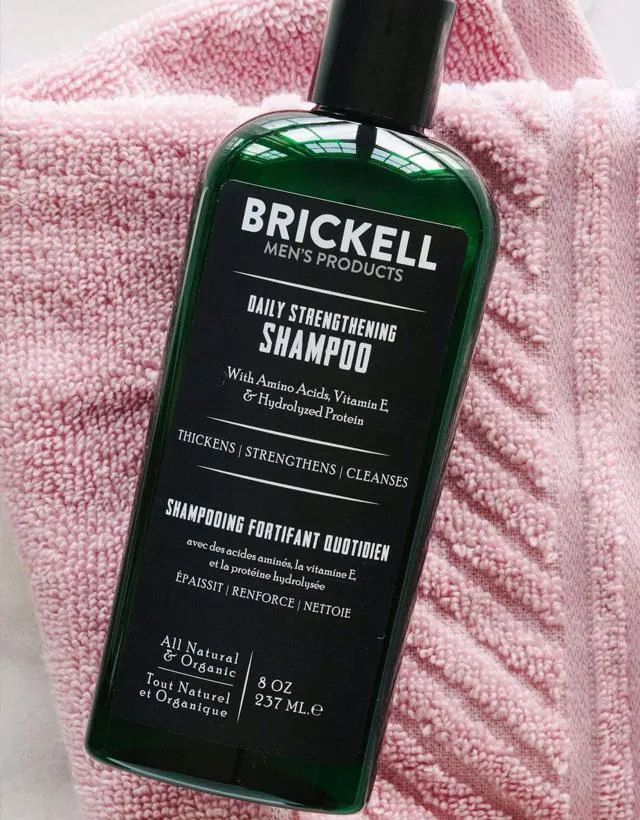 BRICKELL
MEN'S PRODUCTS
DAILY STRENGTHENING
SHAMPOO
With Amino Acids, Vitamin E,
& Hydrolyzed Protein
THICKENS | STRENGTHENS | CLEANSES
SHAMPOOING FORTIFIANT QUOTIDIEN
avec des acides aminés, la vitamine E,
et la protéine hydrolysée
ÉPAISSIT | RENFORCE | NETTOIE
All Natural
& Organic
Tout Naturel
et Organique
8 OZ
237 ML.℮